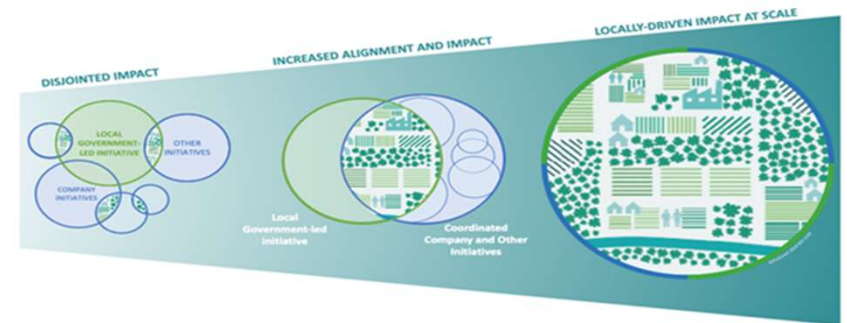 DISJOINTED IMPACT
INCREASED ALIGNMENT AND IMPACT
LOCALLY-DRIVEN IMPACT AT SCALE
LOCAL
GOVERNMENT-
LED INITIATIVE
OTHER
INITIATIVES
COMPANY
INITIATIVES
Local
Government-led
initiative
Coordinated
Company and Other
Initiatives